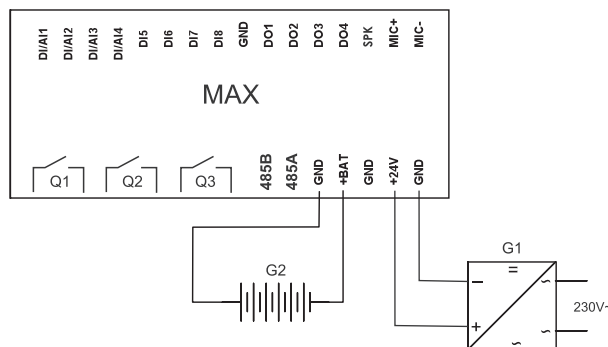 DI/AI1 DI/AI2 DI/AI3 DI/AI4 DI5 DI6 DI7 DI8 GND DO1 DO2 DO3 DO4 SPK MIC+ MIC-
MAX
Q1 Q2 Q3 485B 485A GND +BAT GND +24V GND
G1
G2
− = ~
230V~
+ ~
~